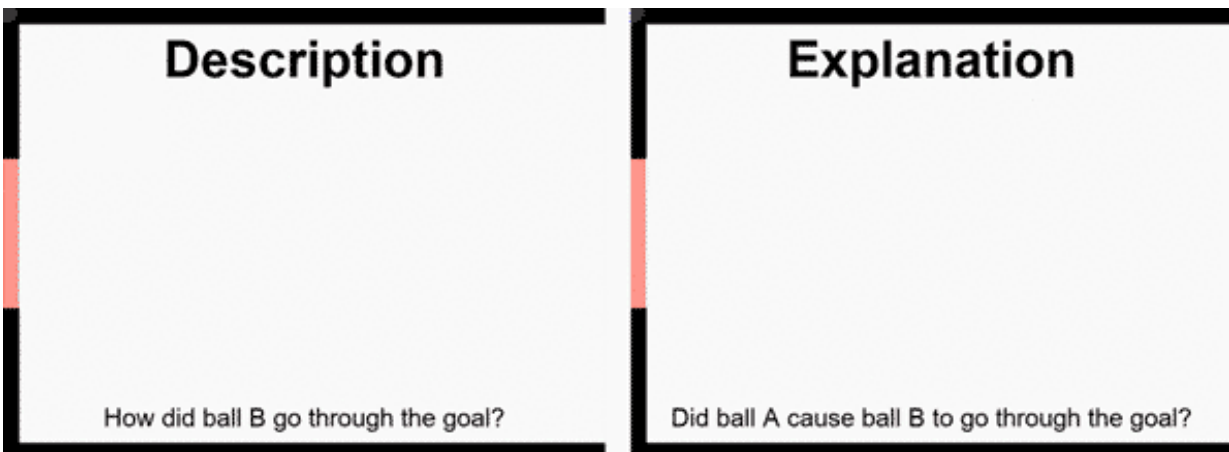 Description
How did ball B go through the goal?
Explanation
Did ball A cause ball B to go through the goal?